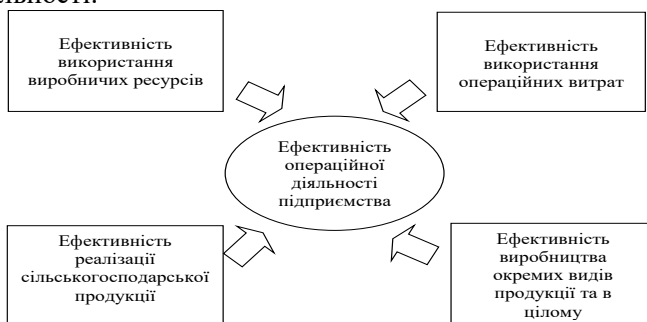 Ефективність
використання
виробничих ресурсів
Ефективність
використання
операційних витрат
Ефективність
операційної
діяльності
підприємства
Ефективність
реалізації
сільськогосподарської
продукції
Ефективність
виробництва
окремих видів
продукції та в
цілому